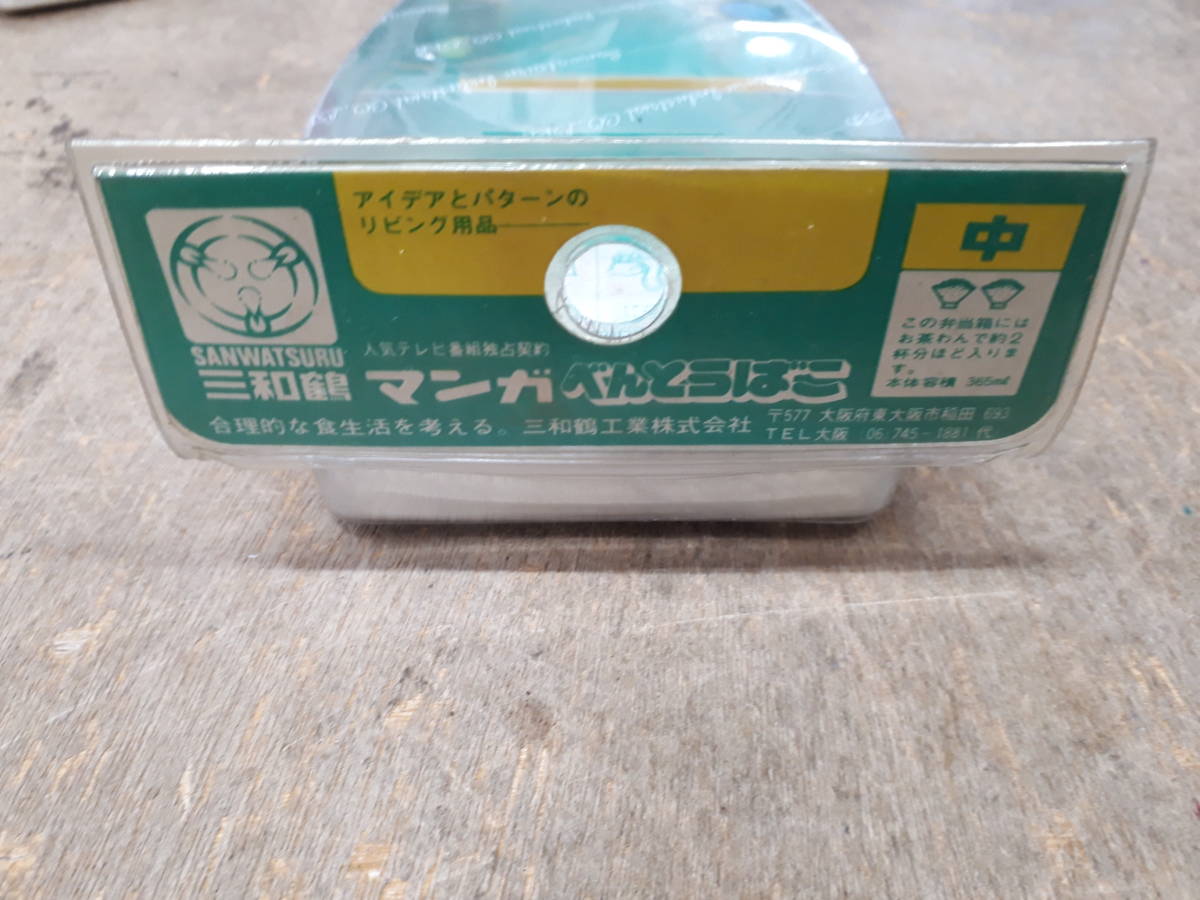 アイデアとパターンの
リビング用品
SANWATSURU
三和鶴
人気テレビ番組独占契約
マンガべんとうばこ
合理的な食生活を考える。三和鶴工業株式会社
〒577 大阪府東大阪市稲田 693
TEL大阪 06 745-1881 代
中
この弁当箱には
お茶わんで約2
杯分ほど入りま
す。
本体容積 365ml